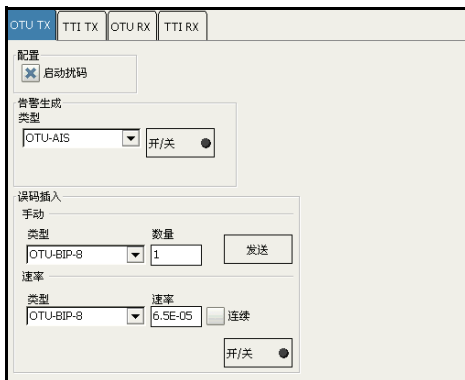 OTU TX TTI TX OTU RX TTI RX
配置
启动扰码
告警生成
类型
OTU-AIS 开/关
误码插入
手动
类型 数量
OTU-BIP-8 1 发送
速率
类型 速率
OTU-BIP-8 6.5E-05 连续
开/关